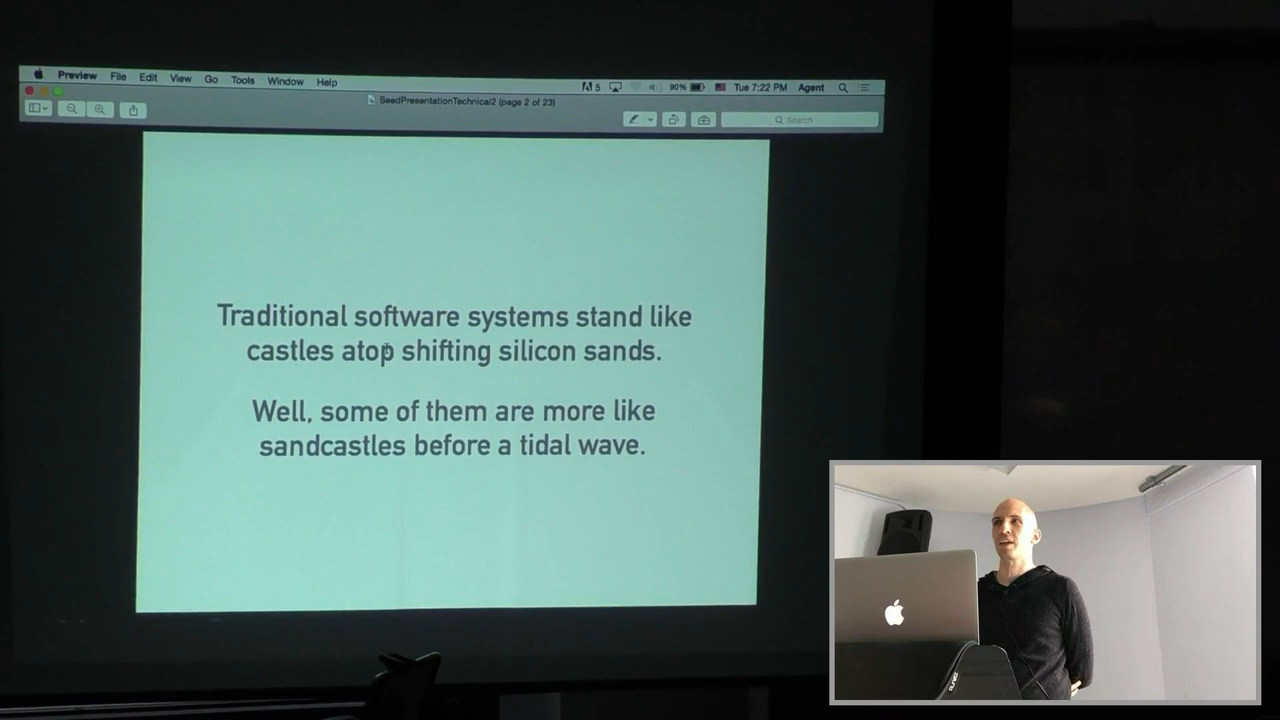 Preview File Edit View Go Tools Window Help
5 90% Tue 7:22 PM Agent
SeedPresentationTechnical2 (page 2 of 23)
Search
Traditional software systems stand like
castles atop shifting silicon sands.
Well, some of them are more like
sandcastles before a tidal wave.